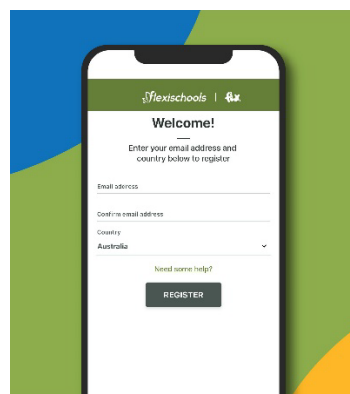 flexischools | flx
Welcome!
Enter your email address and
country below to register
Email address
Confirm email address
Country
Australia
Need some help?
REGISTER